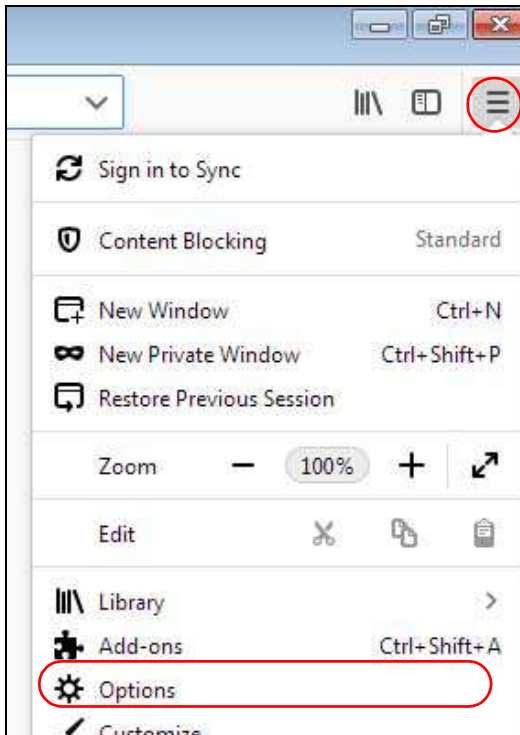 Sign in to Sync
Content Blocking Standard
New Window Ctrl+N
New Private Window Ctrl+Shift+P
Restore Previous Session
Zoom 100%
Edit
Library
Add-ons Ctrl+Shift+A
Options
Customize